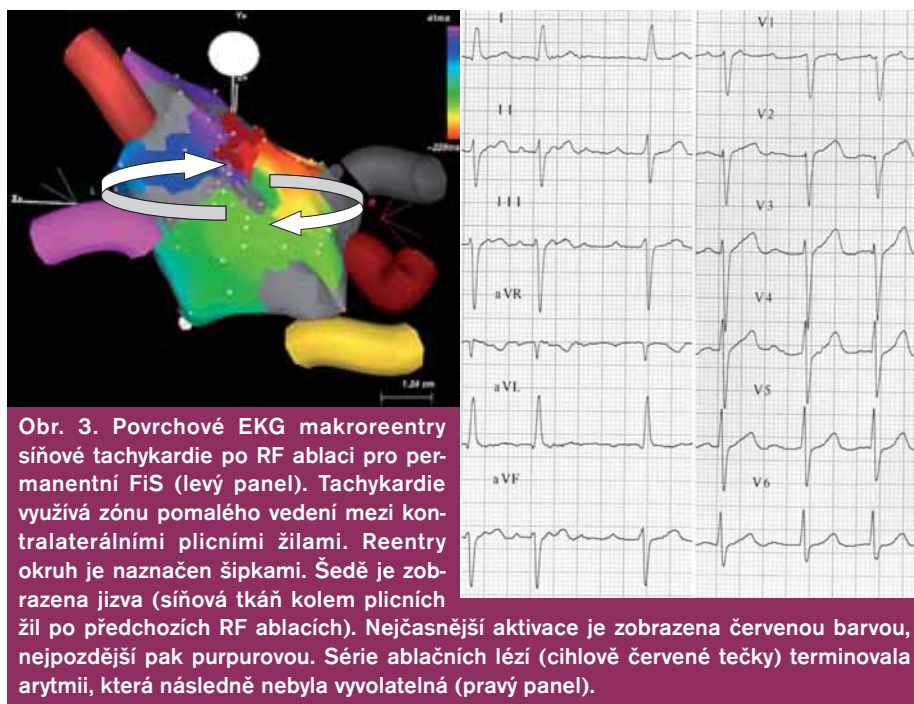 41ms
-229ms
1.24 cm
I
II
III
aVR
aVL
aVF
V1
V2
V3
V4
V5
V6
Obr. 3. Povrchové EKG makroreentry
síňové tachykardie po RF ablaci pro per-
manentní FiS (levý panel). Tachykardie
využívá zónu pomalého vedení mezi kon-
tralaterálními plicními žilami. Reentry
okruh je naznačen šipkami. Šedě je zob-
razena jizva (síňová tkáň kolem plicních
žil po předchozích RF ablacích). Nejčasnější aktivace je zobrazena červenou barvou,
nejpozdější pak purpurovou. Série ablačních lézí (cihlově červené tečky) terminovala
arytmii, která následně nebyla vyvolatelná (pravý panel).